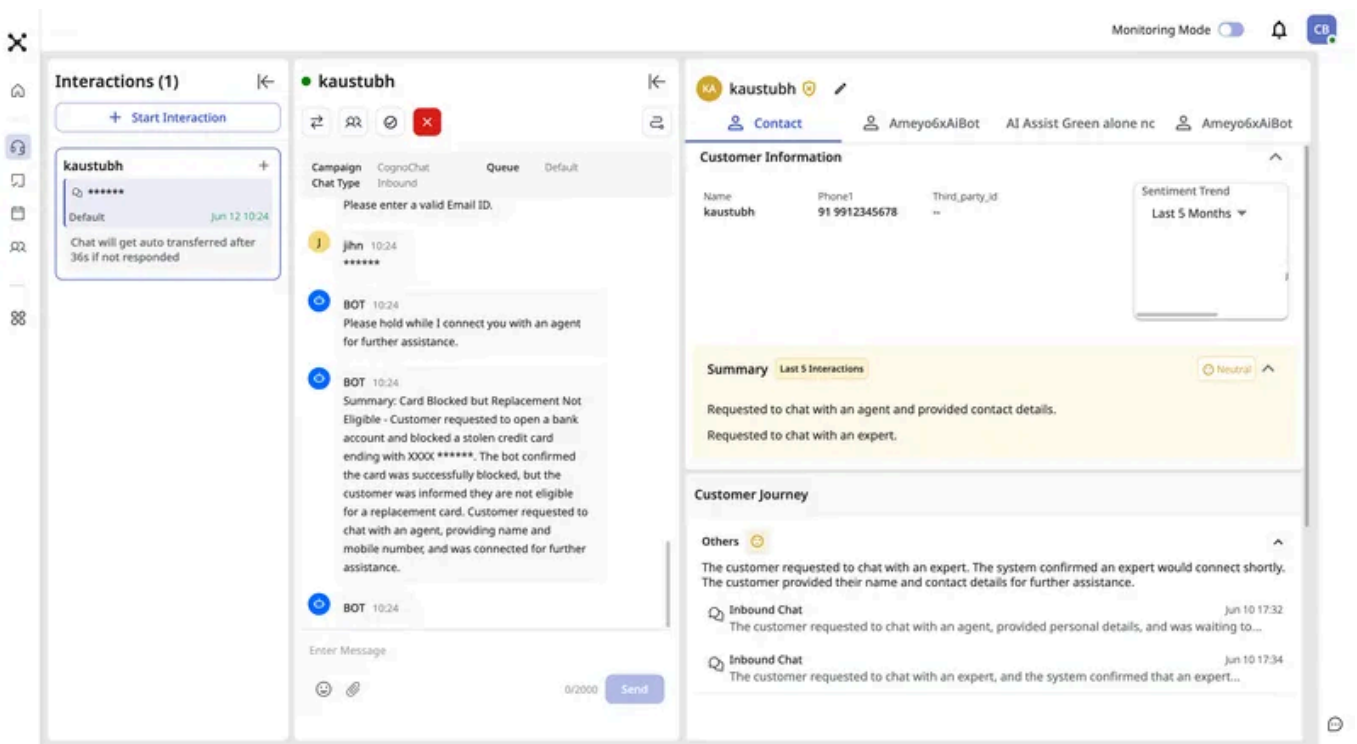 Monitoring Mode
CB
Interactions (1)
+ Start Interaction
kaustubh
+
******
Default
Jun 12 10:24
Chat will get auto transferred after
36s if not responded
kaustubh
Campaign CognoChat Queue Default
Chat Type Inbound
Please enter a valid Email ID.
J
jihn 10:24
******
BOT 10:24
Please hold while I connect you with an agent
for further assistance.
BOT 10:24
Summary: Card Blocked but Replacement Not
Eligible - Customer requested to open a bank
account and blocked a stolen credit card
ending with XXXX ******. The bot confirmed
the card was successfully blocked, but the
customer was informed they are not eligible
for a replacement card. Customer requested to
chat with an agent, providing name and
mobile number, and was connected for further
assistance.
BOT 10:24
Enter Message
0/2000
Send
KA
kaustubh
Contact
Ameyo6xAiBot
AI Assist Green alone nc
Ameyo6xAiBot
Customer Information
Name Phone1 Third_party_id
kaustubh 91 9912345678 --
Sentiment Trend
Last 5 Months
Summary Last 5 Interactions
Neutral
Requested to chat with an agent and provided contact details.
Requested to chat with an expert.
Customer Journey
Others
The customer requested to chat with an expert. The system confirmed an expert would connect shortly.
The customer provided their name and contact details for further assistance.
Inbound Chat Jun 10 17:32
The customer requested to chat with an agent, provided personal details, and was waiting to...
Inbound Chat Jun 10 17:34
The customer requested to chat with an expert, and the system confirmed that an expert...